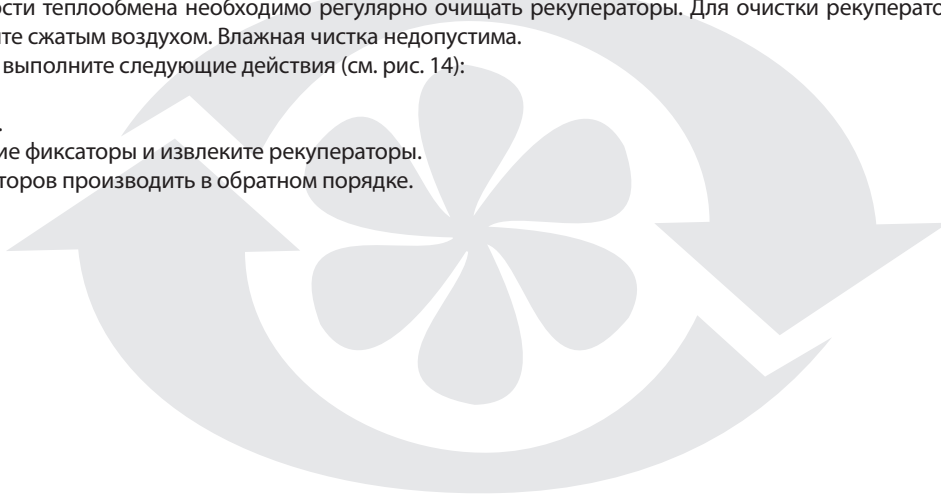 ости теплообмена необходимо регулярно очищать рекуператоры. Для очистки рекуперато
ите сжатым воздухом. Влажная чистка недопустима.
выполните следующие действия (см. рис. 14):
.
ие фиксаторы и извлеките рекуператоры.
торов производить в обратном порядке.